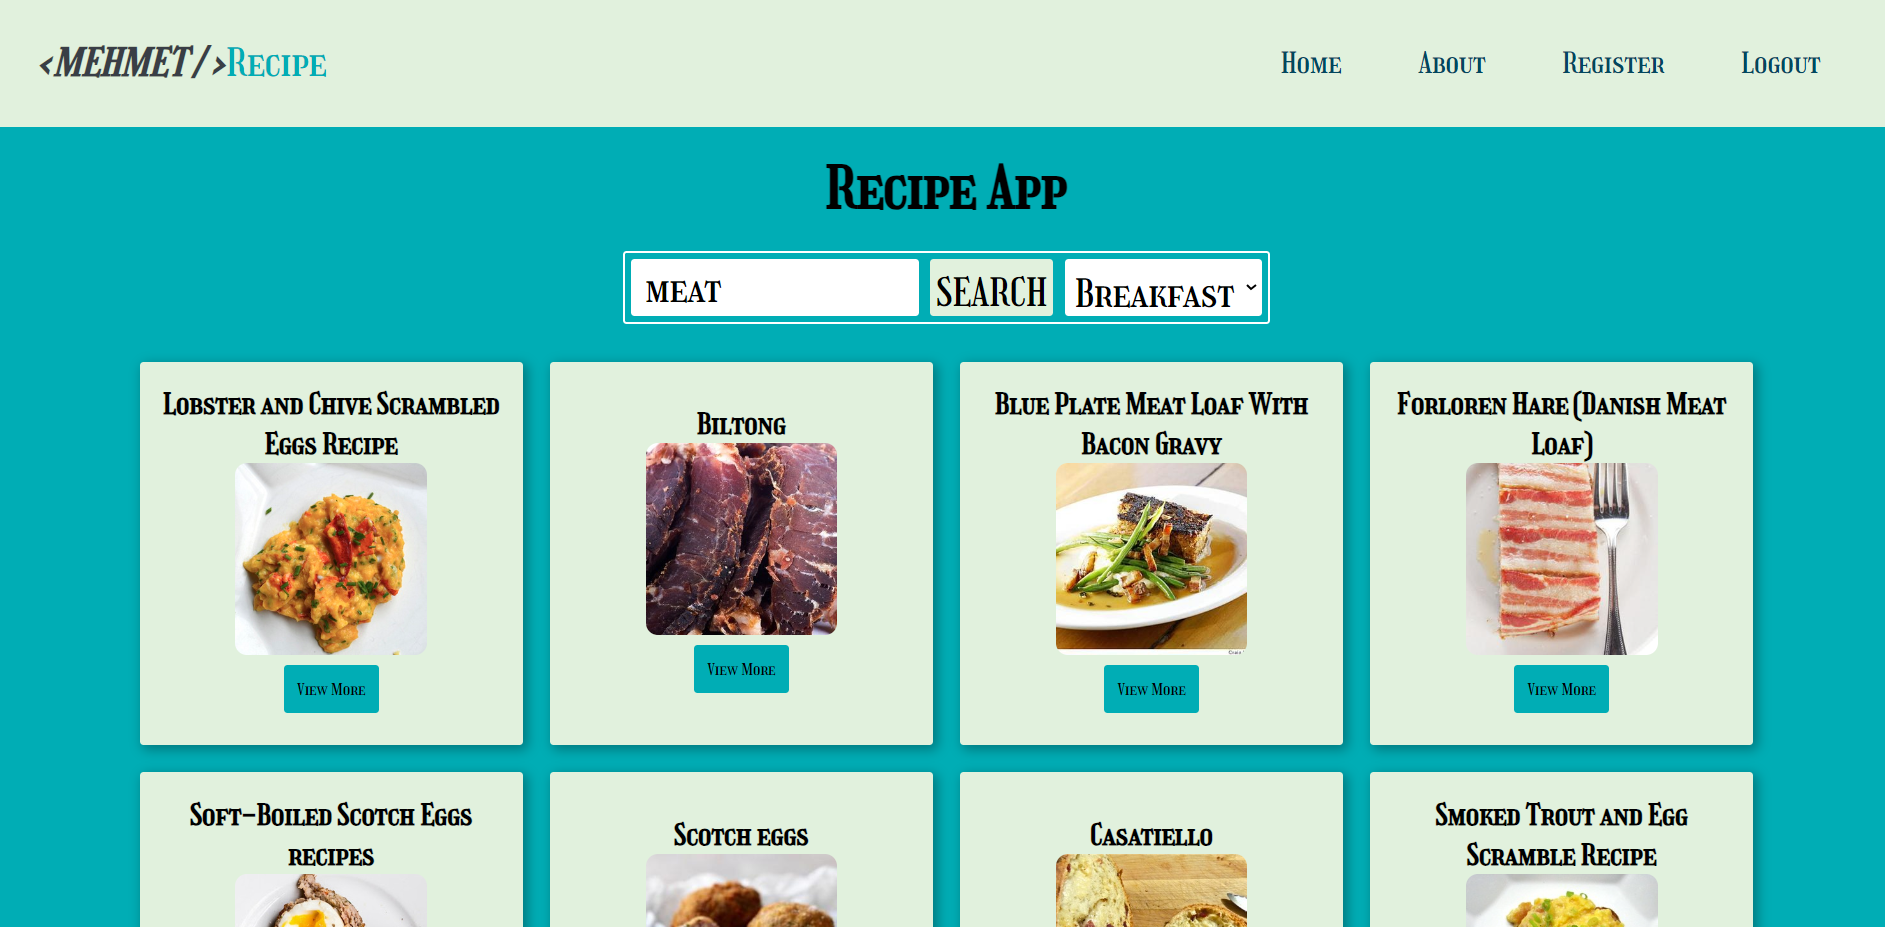 <MEHMET/>Recipe Home About Register Logout
Recipe App
meat SEARCH Breakfast
Lobster and Chive Scrambled
Eggs Recipe
View More
Biltong
View More
Blue Plate Meat Loaf With
Bacon Gravy
View More
Forloren Hare (Danish Meat
Loaf)
View More
Soft-Boiled Scotch Eggs
recipes
Scotch eggs
Casatiello
Smoked Trout and Egg
Scramble Recipe